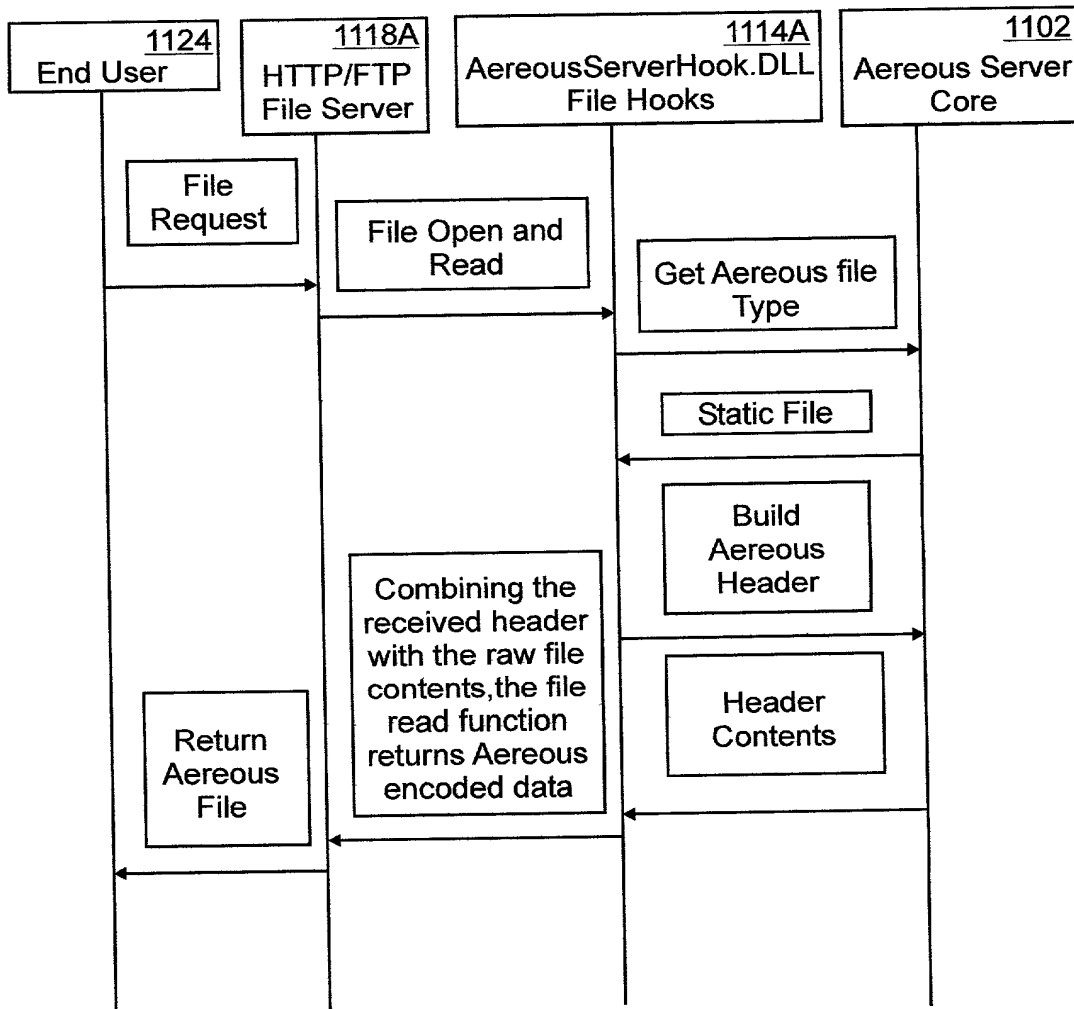 1124
End User
1118A
HTTP/FTP
File Server
1114A
AereousServerHook.DLL
File Hooks
1102
Aereous Server
Core
File
Request
File Open and
Read
Get Aereous file
Type
Static File
Build
Aereous
Header
Combining the
received header
with the raw file
contents,the file
read function
returns Aereous
encoded data
Header
Contents
Return
Aereous
File